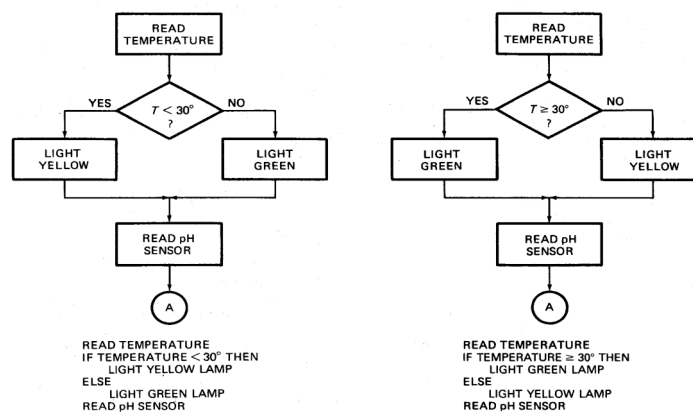 READ
TEMPERATURE
YES
T < 30°
?
NO
LIGHT
YELLOW
LIGHT
GREEN
READ pH
SENSOR
A
READ TEMPERATURE
IF TEMPERATURE < 30° THEN
LIGHT YELLOW LAMP
ELSE
LIGHT GREEN LAMP
READ pH SENSOR
READ
TEMPERATURE
YES
T ≥ 30°
?
NO
LIGHT
GREEN
LIGHT
YELLOW
READ pH
SENSOR
A
READ TEMPERATURE
IF TEMPERATURE ≥ 30° THEN
LIGHT GREEN LAMP
ELSE
LIGHT YELLOW LAMP
READ pH SENSOR